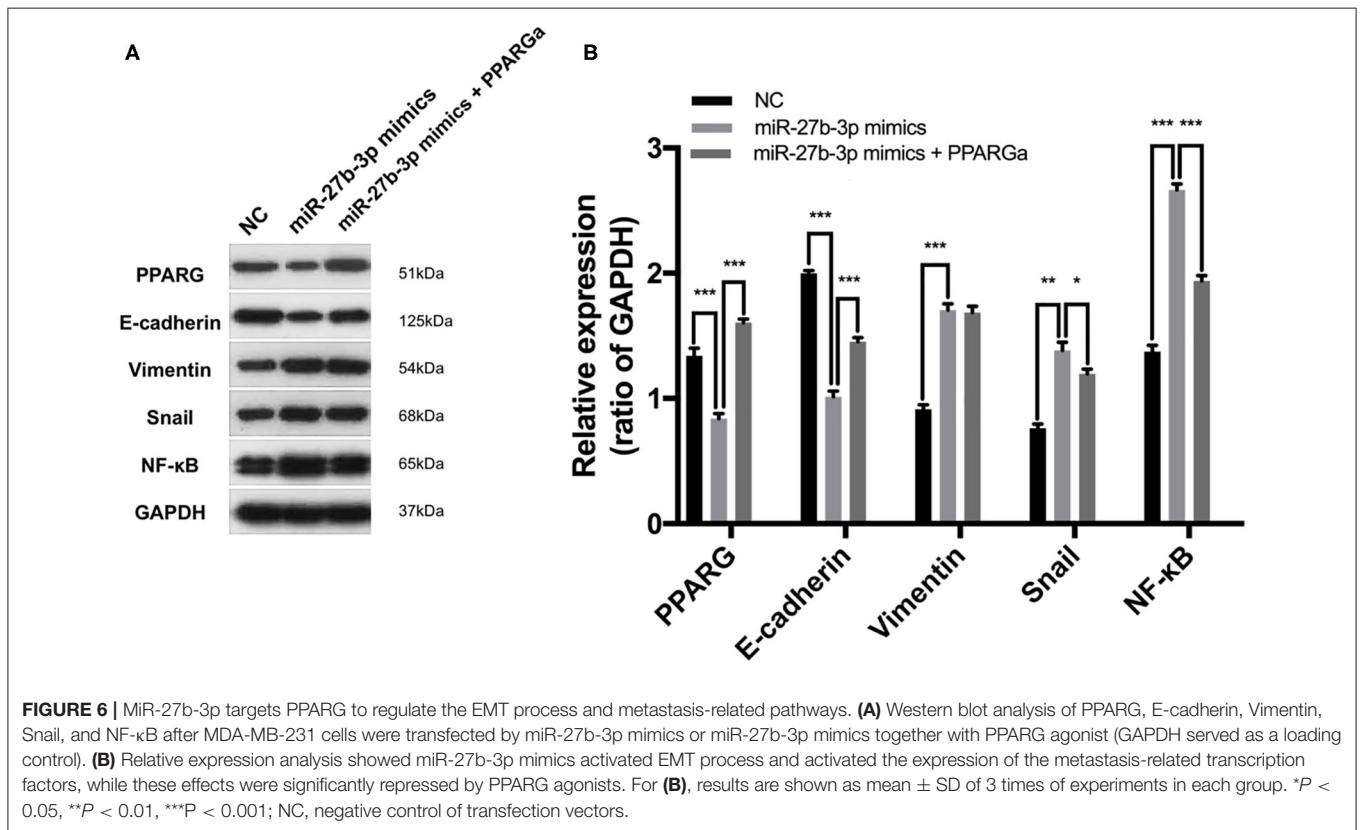 A
NC
miR-27b-3p mimics
miR-27b-3p mimics + PPARGa
PPARG 51kDa
E-cadherin 125kDa
Vimentin 54kDa
Snail 68kDa
NF-κB 65kDa
GAPDH 37kDa
B
NC
miR-27b-3p mimics
miR-27b-3p mimics + PPARGa
Relative expression
(ratio of GAPDH)
3
2
1
0
*** ***
*** ***
***
** *
*** ***
PPARG
E-cadherin
Vimentin
Snail
NF-κB
FIGURE 6 | MiR-27b-3p targets PPARG to regulate the EMT process and metastasis-related pathways. (A) Western blot analysis of PPARG, E-cadherin, Vimentin,
Snail, and NF-κB after MDA-MB-231 cells were transfected by miR-27b-3p mimics or miR-27b-3p mimics together with PPARG agonist (GAPDH served as a loading
control). (B) Relative expression analysis showed miR-27b-3p mimics activated EMT process and activated the expression of the metastasis-related transcription
factors, while these effects were significantly repressed by PPARG agonists. For (B), results are shown as mean ± SD of 3 times of experiments in each group. *P <
0.05, **P < 0.01, ***P < 0.001; NC, negative control of transfection vectors.